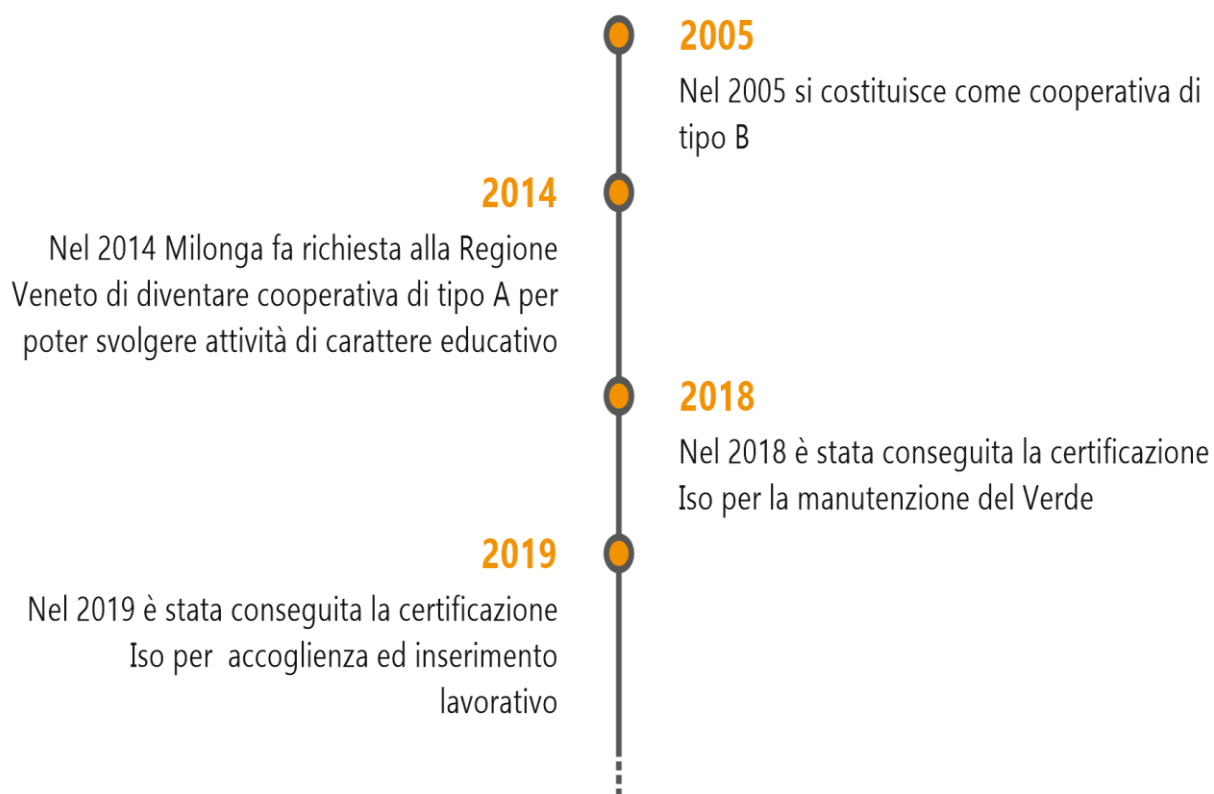 2005
Nel 2005 si costituisce come cooperativa di
tipo B
2014
Nel 2014 Milonga fa richiesta alla Regione
Veneto di diventare cooperativa di tipo A per
poter svolgere attività di carattere educativo
2018
Nel 2018 è stata conseguita la certificazione
Iso per la manutenzione del Verde
2019
Nel 2019 è stata conseguita la certificazione
Iso per  accoglienza ed inserimento
lavorativo